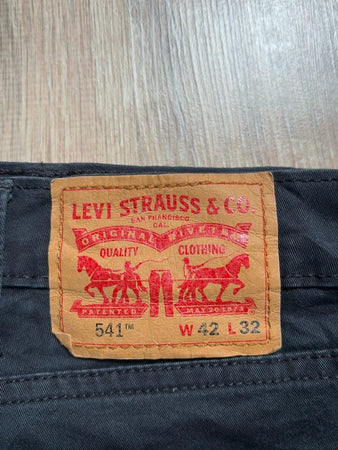 LEVI STRAUSS & CO.
SAN FRANCISCO
CAL.
ORIGINAL RIVETED
QUALITY CLOTHING
PATENTED MAY 20 1873
541™ W 42 L 32